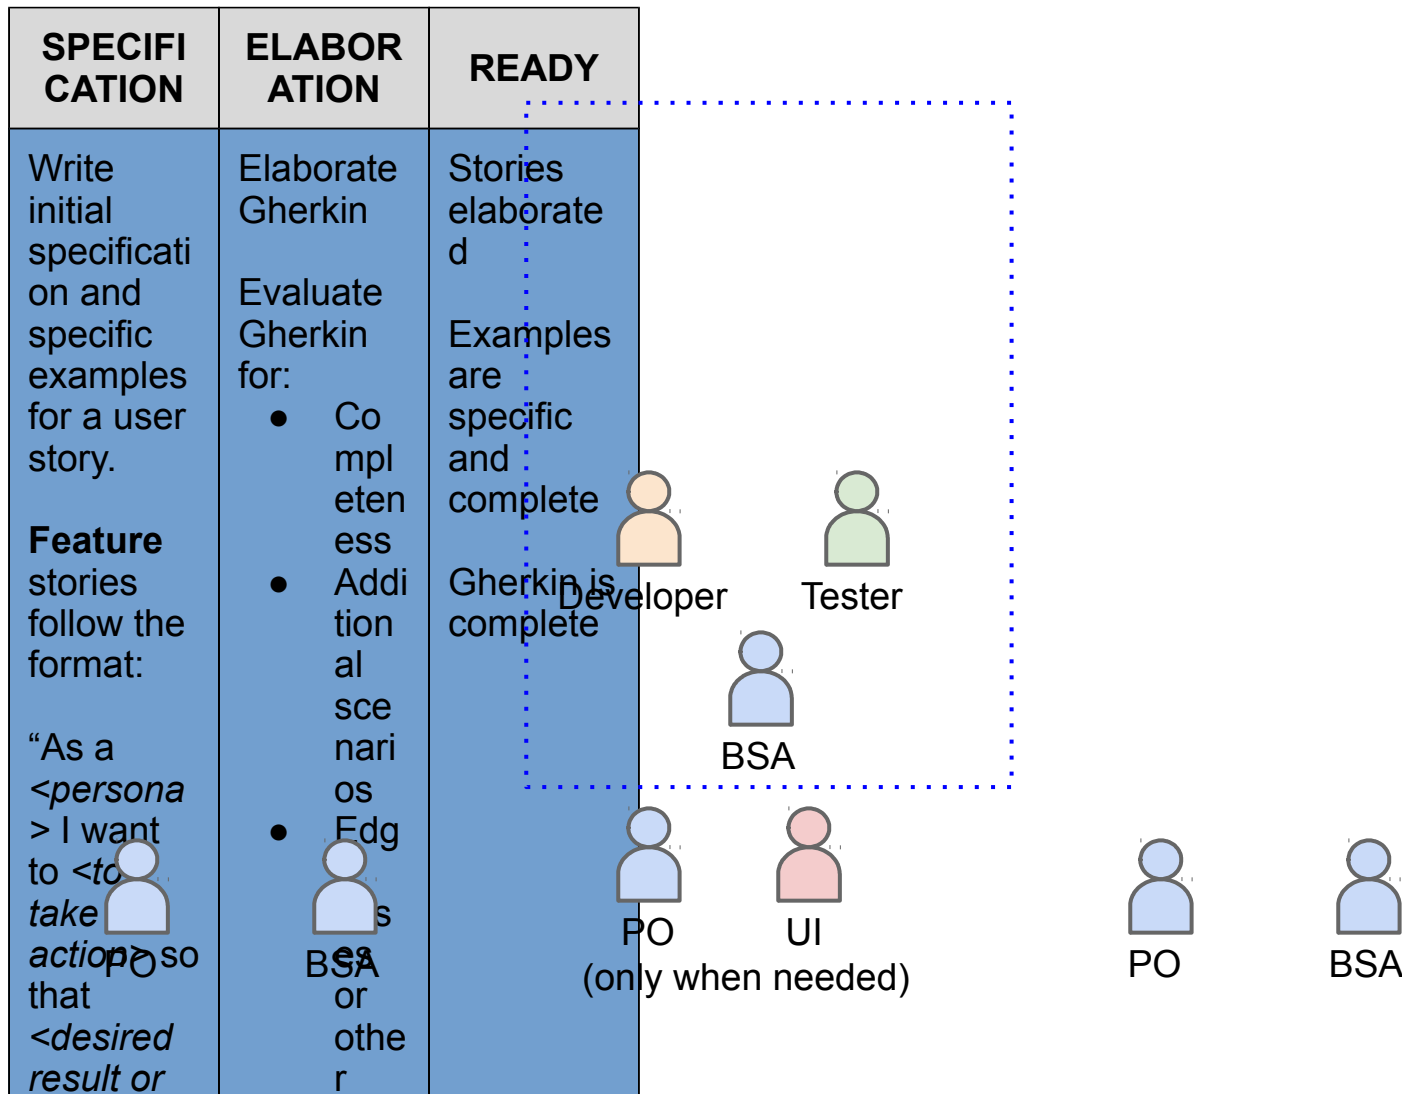 SPECIFI
CATION
Write
initial
specificati
on and
specific
examples
for a user
story.
Feature
stories
follow the
format:
“As a
<persona
> I want
to <to
take
action> so
that
<desired
result or
ELABOR
ATION
Elaborate
Gherkin
Evaluate
Gherkin
for:
● Co
mpl
eten
ess
● Addi
tion
al
sce
nari
os
● Edg
es
or
othe
r
READY
Stories
elaborate
d
Examples
are
specific
and
complete
Gherkin is
complete
Developer
Tester
BSA
PO
UI
(only when needed)
PO
BSA
PO
BSA